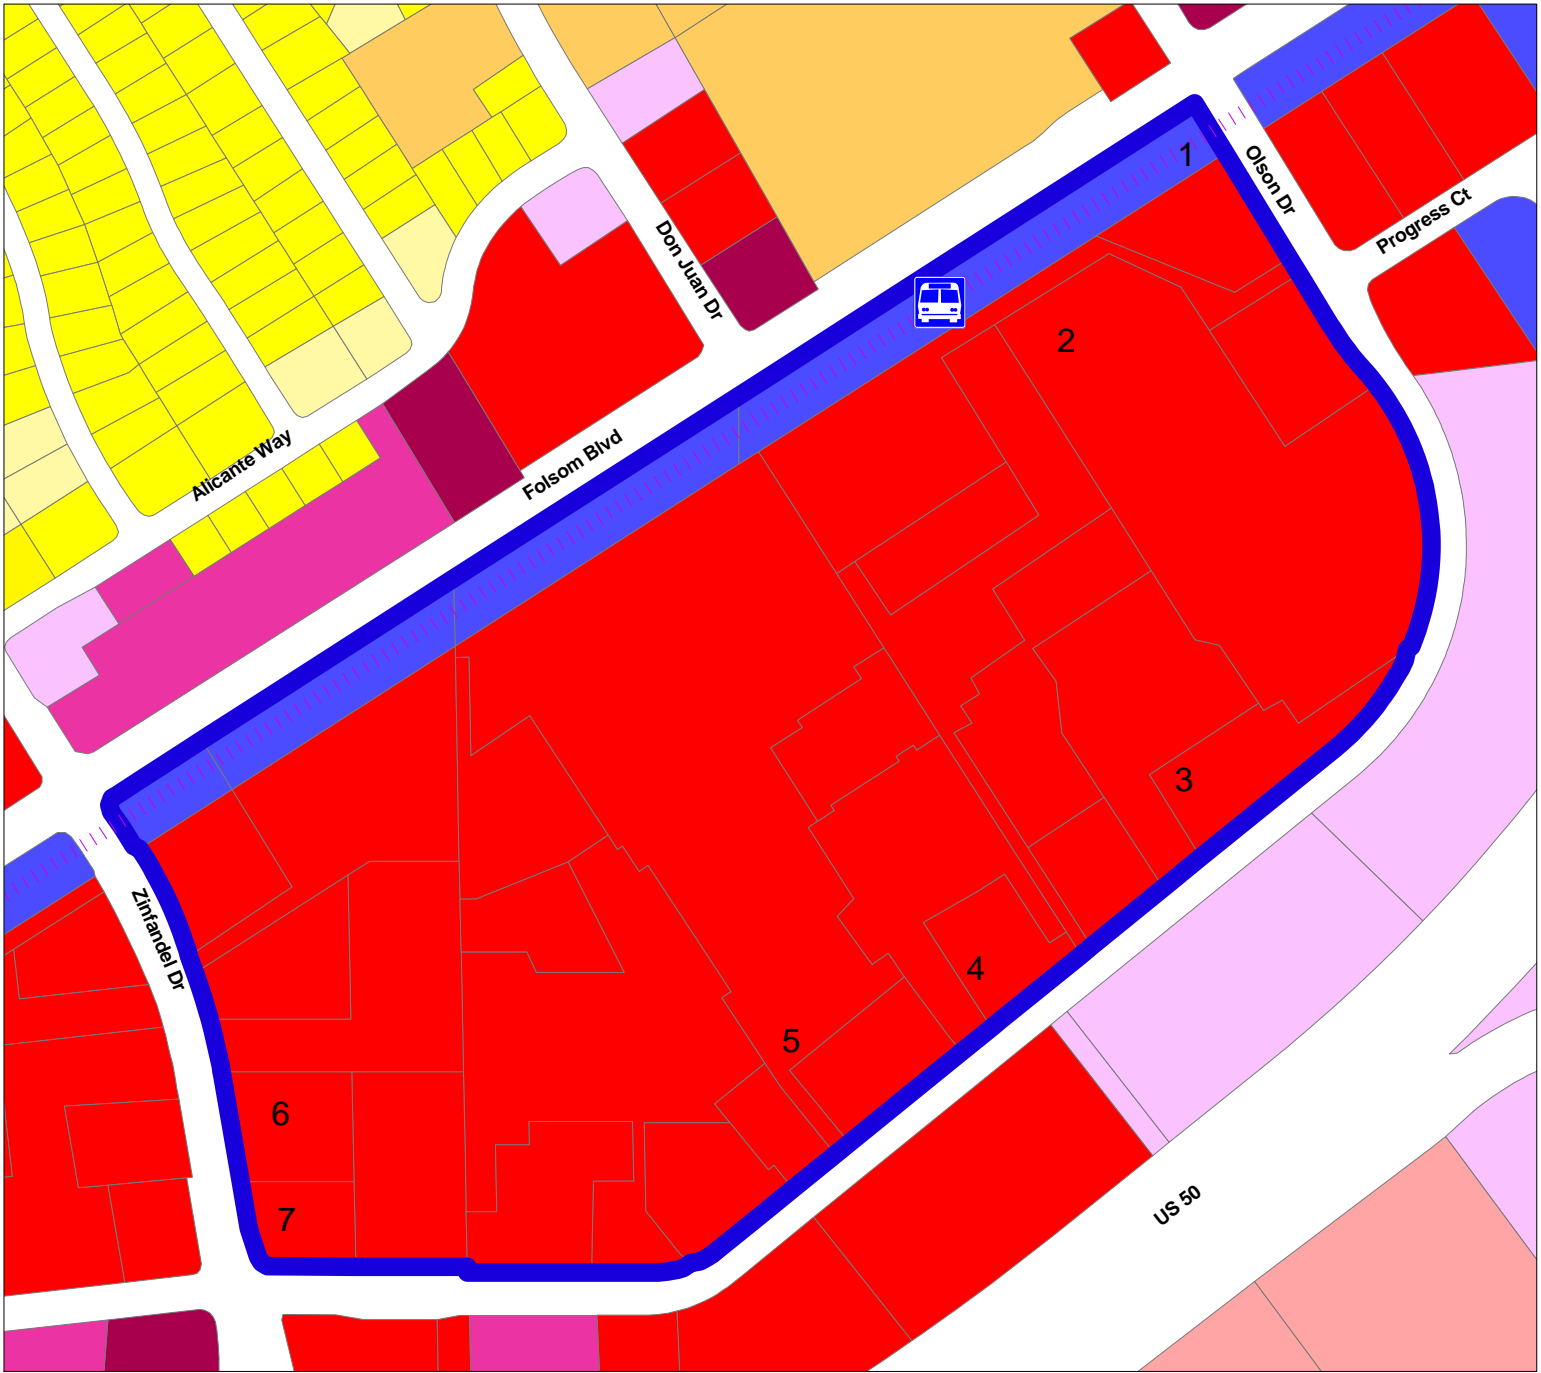 1
Olson Dr
Progress Ct
Don Juan Dr
2
Alicante Way
Folsom Blvd
3
Zinfandel Dr
4
5
6
7
US 50